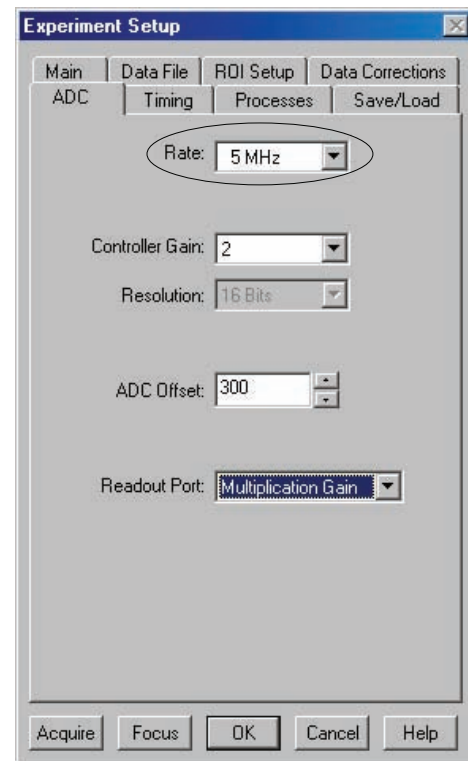 Experiment Setup
Main Data File ROI Setup Data Corrections
ADC Timing Processes Save/Load
Rate: 5 MHz
Controller Gain: 2
Resolution: 16 Bits
ADC Offset: 300
Readout Port: Multiplication Gain
Acquire Focus OK Cancel Help